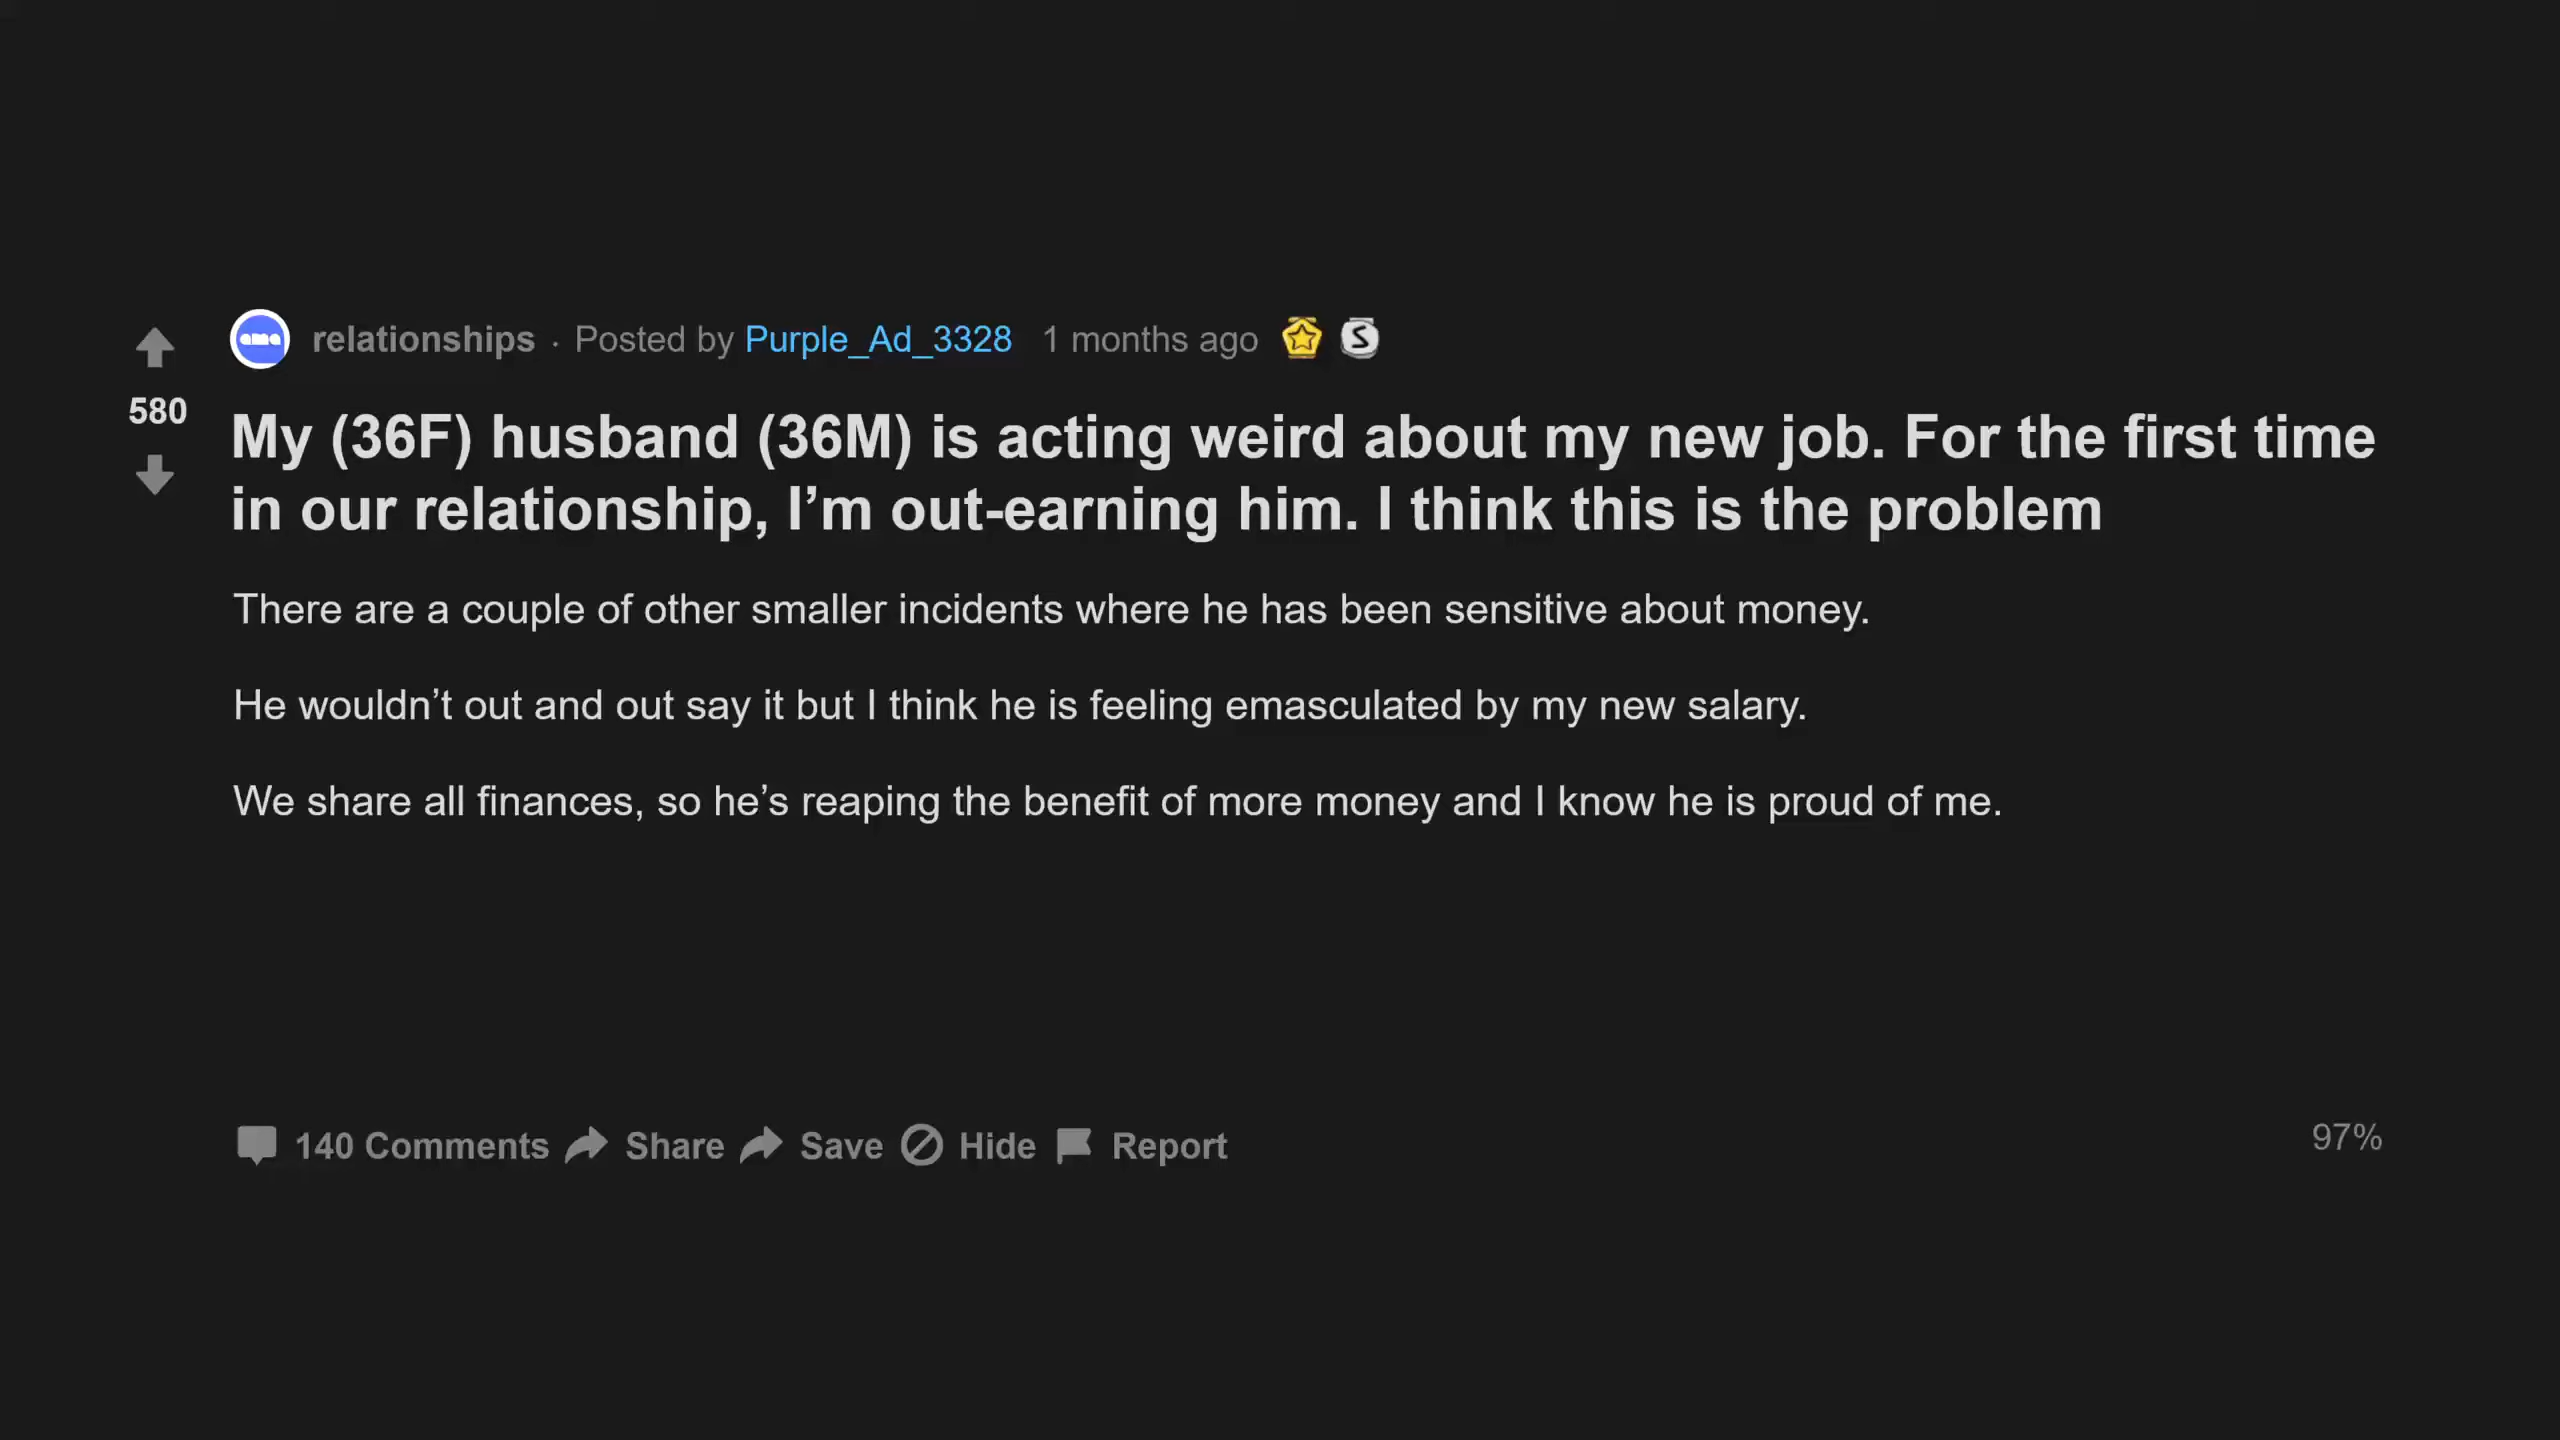 relationships · Posted by Purple_Ad_3328 1 months ago
580
My (36F) husband (36M) is acting weird about my new job. For the first time
in our relationship, I’m out-earning him. I think this is the problem
There are a couple of other smaller incidents where he has been sensitive about money.
He wouldn’t out and out say it but I think he is feeling emasculated by my new salary.
We share all finances, so he’s reaping the benefit of more money and I know he is proud of me.
140 Comments Share Save Hide Report
97%